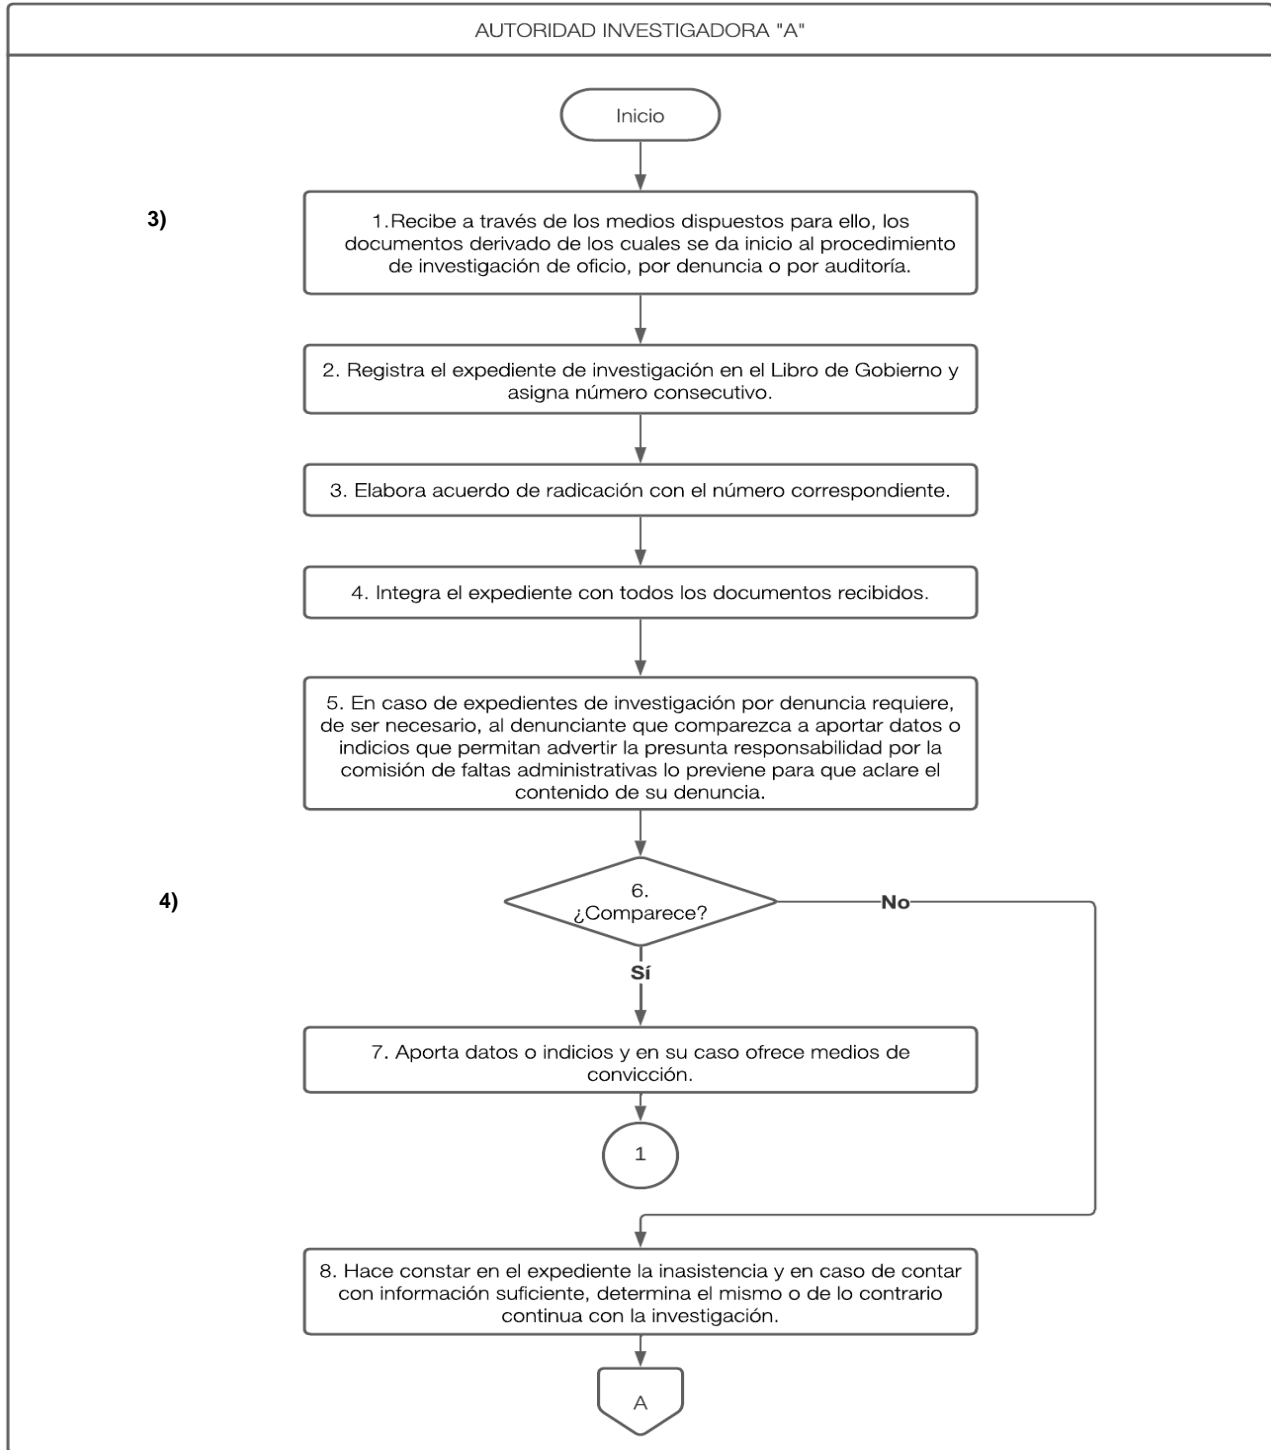 AUTORIDAD INVESTIGADORA "A"
Inicio
3)
1.Recibe a través de los medios dispuestos para ello, los
documentos derivado de los cuales se da inicio al procedimiento
de investigación de oficio, por denuncia o por auditoría.
2. Registra el expediente de investigación en el Libro de Gobierno y
asigna número consecutivo.
3. Elabora acuerdo de radicación con el número correspondiente.
4. Integra el expediente con todos los documentos recibidos.
5. En caso de expedientes de investigación por denuncia requiere,
de ser necesario, al denunciante que comparezca a aportar datos o
indicios que permitan advertir la presunta responsabilidad por la
comisión de faltas administrativas lo previene para que aclare el
contenido de su denuncia.
4)
6.
¿Comparece?
No
Sí
7. Aporta datos o indicios y en su caso ofrece medios de
convicción.
1
8. Hace constar en el expediente la inasistencia y en caso de contar
con información suficiente, determina el mismo o de lo contrario
continua con la investigación.
A